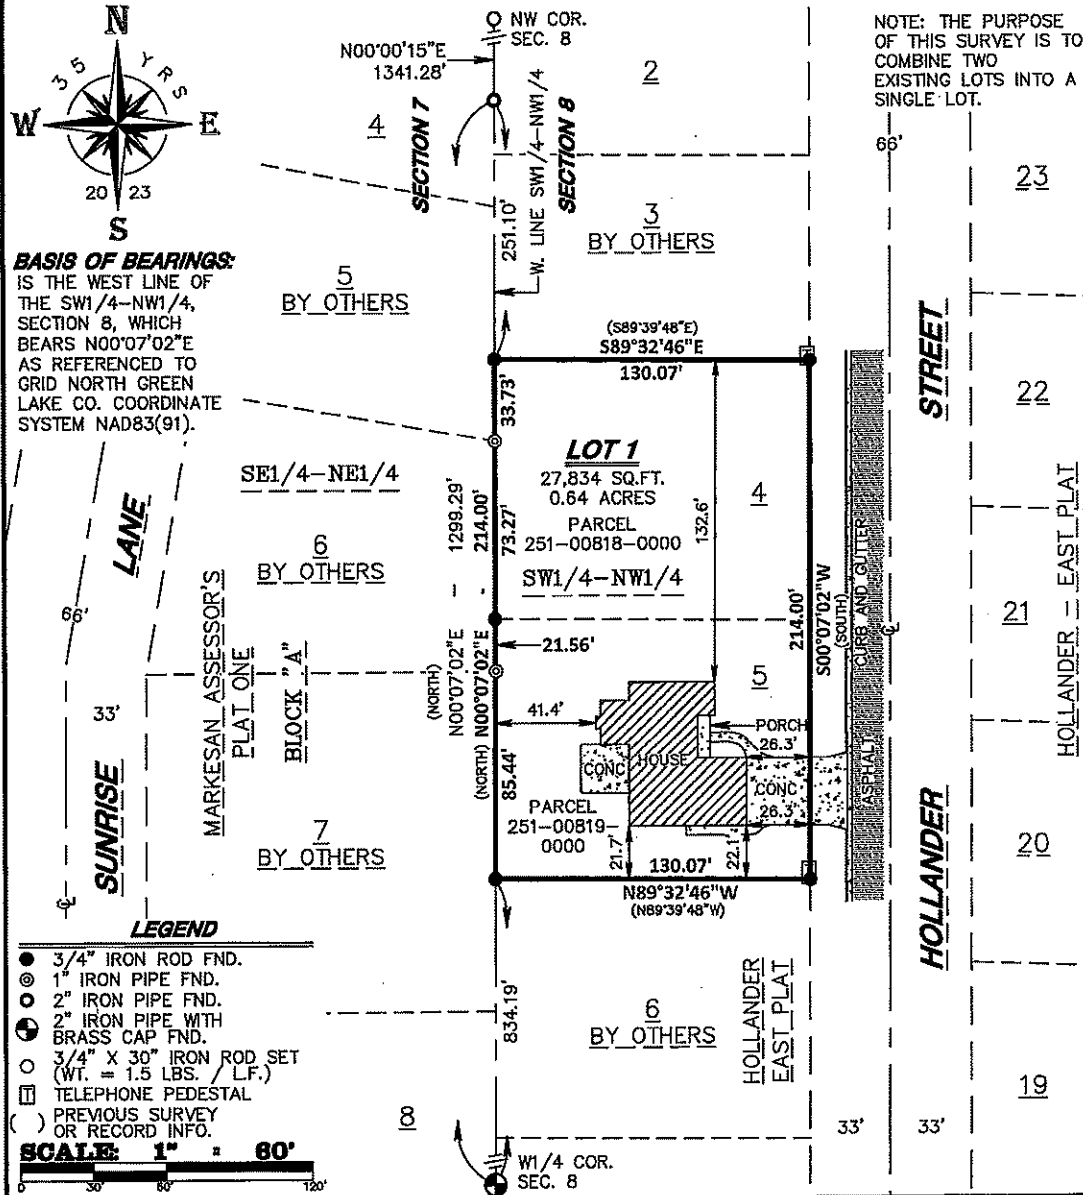 N
35 YRS
W E
20 23
S
NW COR.
SEC. 8
N00°00'15"E
1341.28'
NOTE: THE PURPOSE
OF THIS SURVEY IS TO
COMBINE TWO
EXISTING LOTS INTO A
SINGLE LOT.
2
4
SECTION 7
SECTION 8
W. LINE SW1/4-NW1/4
251.10'
66'
23
3
BY OTHERS
BASIS OF BEARINGS:
IS THE WEST LINE OF
THE SW1/4-NW1/4,
SECTION 8, WHICH
BEARS N00°07'02"E
AS REFERENCED TO
GRID NORTH GREEN
LAKE CO. COORDINATE
SYSTEM NAD83(91).
5
BY OTHERS
(S89°39'48"E)
S89°32'46"E
130.07'
STREET
22
33.73'
LOT 1
27,834 SQ.FT.
0.64 ACRES
PARCEL
251-00818-0000
SW1/4-NW1/4
4
132.6'
SE1/4-NE1/4
LANE
6
BY OTHERS
1299.29'
214.00'
73.27'
-
-
(NORTH)
N00°07'02"E
(NORTH) N00°07'02"E
214.00'
S00°07'02"W
(SOUTH)
ASPHALT
CURB AND GUTTER
CL
21
HOLLANDER - EAST PLAT
66'
21.56'
5
33'
MARKESAN ASSESSOR'S
PLAT ONE
BLOCK "A"
41.4'
PORCH
26.3'
CONC
HOUSE
CONC
26.3'
85.44'
PARCEL
251-00819-
0000
21.7'
22.1'
SUNRISE
CL
7
BY OTHERS
130.07'
N89°32'46"W
(N89°39'48"W)
20
HOLLANDER
LEGEND
3/4" IRON ROD FND.
1" IRON PIPE FND.
2" IRON PIPE FND.
2" IRON PIPE WITH
BRASS CAP FND.
3/4" X 30" IRON ROD SET
(WT. = 1.5 LBS. / L.F.)
T TELEPHONE PEDESTAL
( ) PREVIOUS SURVEY
OR RECORD INFO.
834.19'
6
BY OTHERS
HOLLANDER
EAST PLAT
19
8
33'
33'
SCALE: 1" = 60'
0 30' 60' 120'
W1/4 COR.
SEC. 8